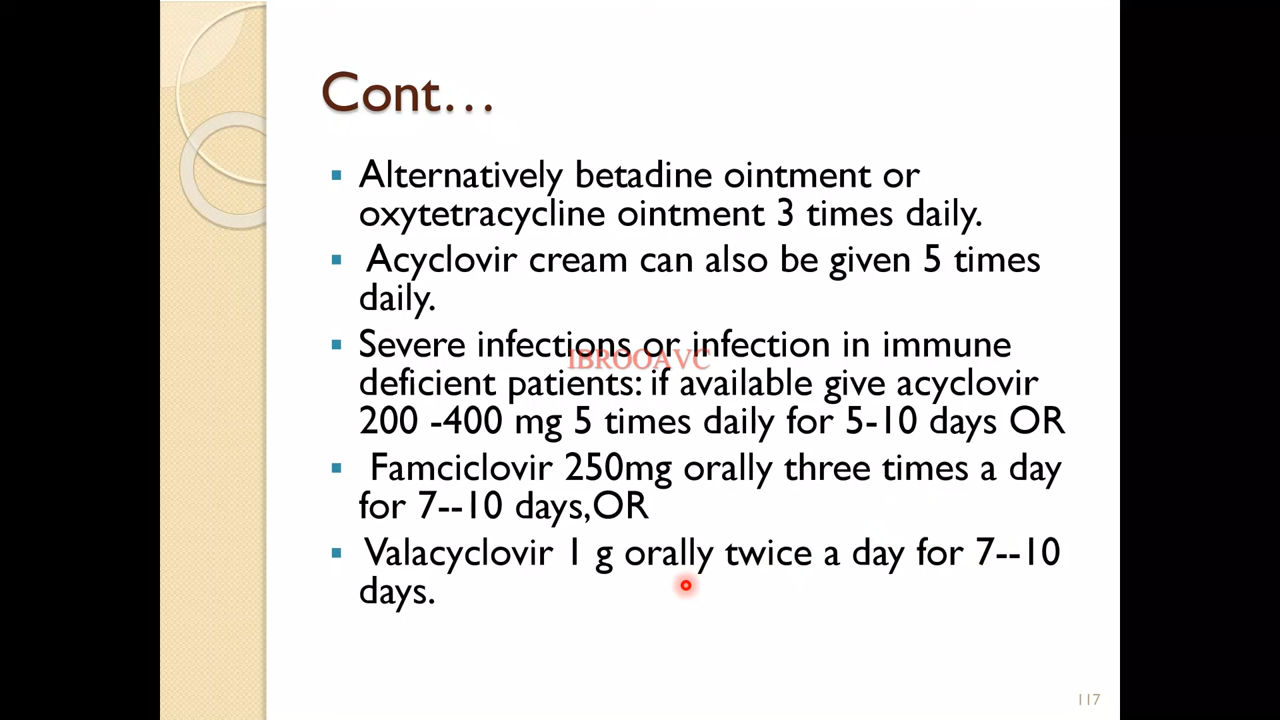 Cont…
▪ Alternatively betadine ointment or
oxytetracycline ointment 3 times daily.
▪ Acyclovir cream can also be given 5 times
daily.
▪ Severe infections or infection in immune
deficient patients: if available give acyclovir
200 -400 mg 5 times daily for 5-10 days OR
▪ Famciclovir 250mg orally three times a day
for 7--10 days,OR
▪ Valacyclovir 1 g orally twice a day for 7--10
days.
IBROOAVC
117